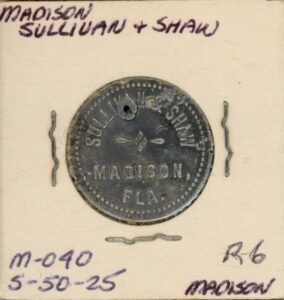 MADISON
SULLIVAN + SHAW
SULLIVAN & SHAW
MADISON,
FLA.
M-040
S-50-25
R-6
MADISON